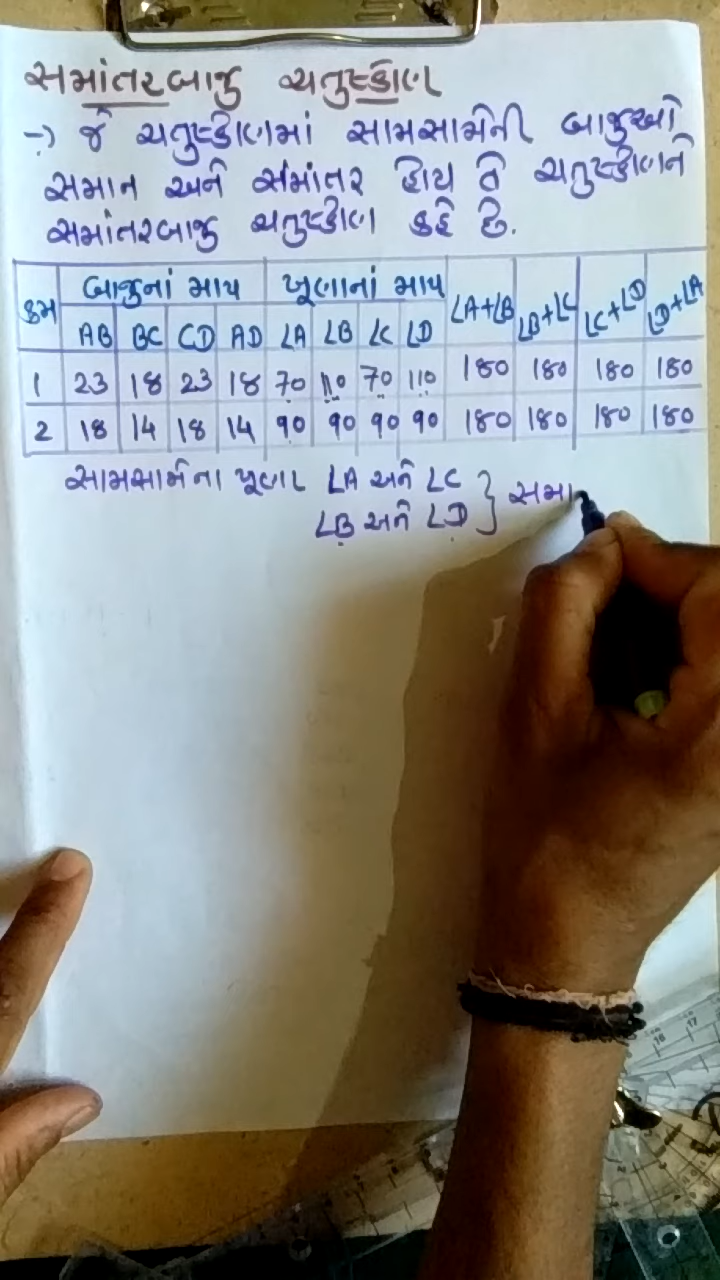 સમાંતરબાજુ ચતુષ્કોણ
→ જે ચતુષ્કોણમાં સામસામેની બાજુઓ
સમાન અને સમાંતર હોય તે ચતુષ્કોણને
સમાંતરબાજુ ચતુષ્કોણ કહે છે.
ક્રમ બાજુનાં માપ ખૂણાનાં માપ ∠A+∠B ∠B+∠C ∠C+∠D ∠D+∠A
AB BC CD AD ∠A ∠B ∠C ∠D
1 23 18 23 18 70 110 70 110 180 180 180 180
2 18 14 18 14 90 90 90 90 180 180 180 180
સામસામેના ખૂણા ∠A અને ∠C } સમા
∠B અને ∠D
16 17